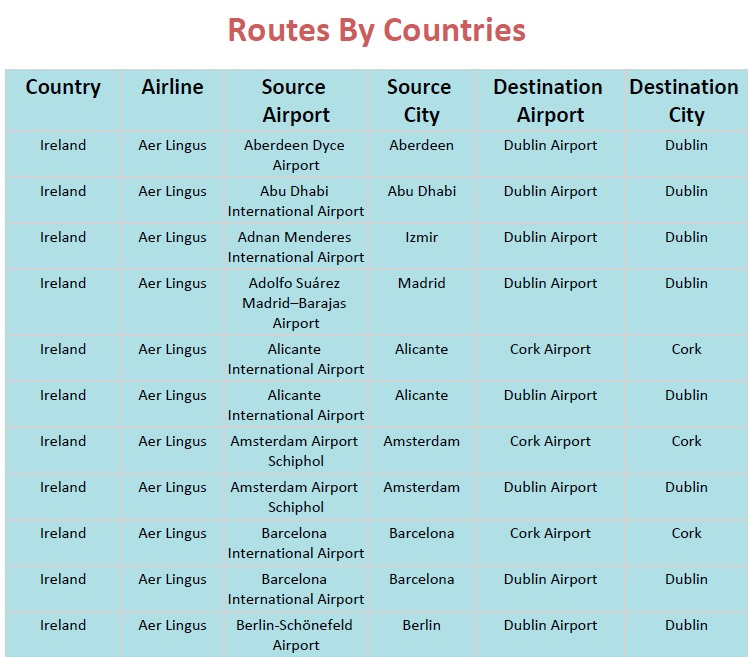 Routes By Countries
Country Airline Source Airport Source City Destination Airport Destination City
Ireland Aer Lingus Aberdeen Dyce Airport Aberdeen Dublin Airport Dublin
Ireland Aer Lingus Abu Dhabi International Airport Abu Dhabi Dublin Airport Dublin
Ireland Aer Lingus Adnan Menderes International Airport Izmir Dublin Airport Dublin
Ireland Aer Lingus Adolfo Suárez Madrid–Barajas Airport Madrid Dublin Airport Dublin
Ireland Aer Lingus Alicante International Airport Alicante Cork Airport Cork
Ireland Aer Lingus Alicante International Airport Alicante Dublin Airport Dublin
Ireland Aer Lingus Amsterdam Airport Schiphol Amsterdam Cork Airport Cork
Ireland Aer Lingus Amsterdam Airport Schiphol Amsterdam Dublin Airport Dublin
Ireland Aer Lingus Barcelona International Airport Barcelona Cork Airport Cork
Ireland Aer Lingus Barcelona International Airport Barcelona Dublin Airport Dublin
Ireland Aer Lingus Berlin-Schönefeld Airport Berlin Dublin Airport Dublin